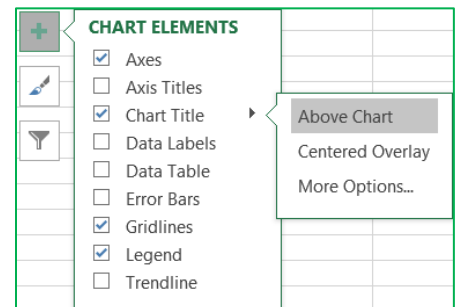 CHART ELEMENTS
Axes
Axis Titles
Chart Title
Data Labels
Data Table
Error Bars
Gridlines
Legend
Trendline
Above Chart
Centered Overlay
More Options...